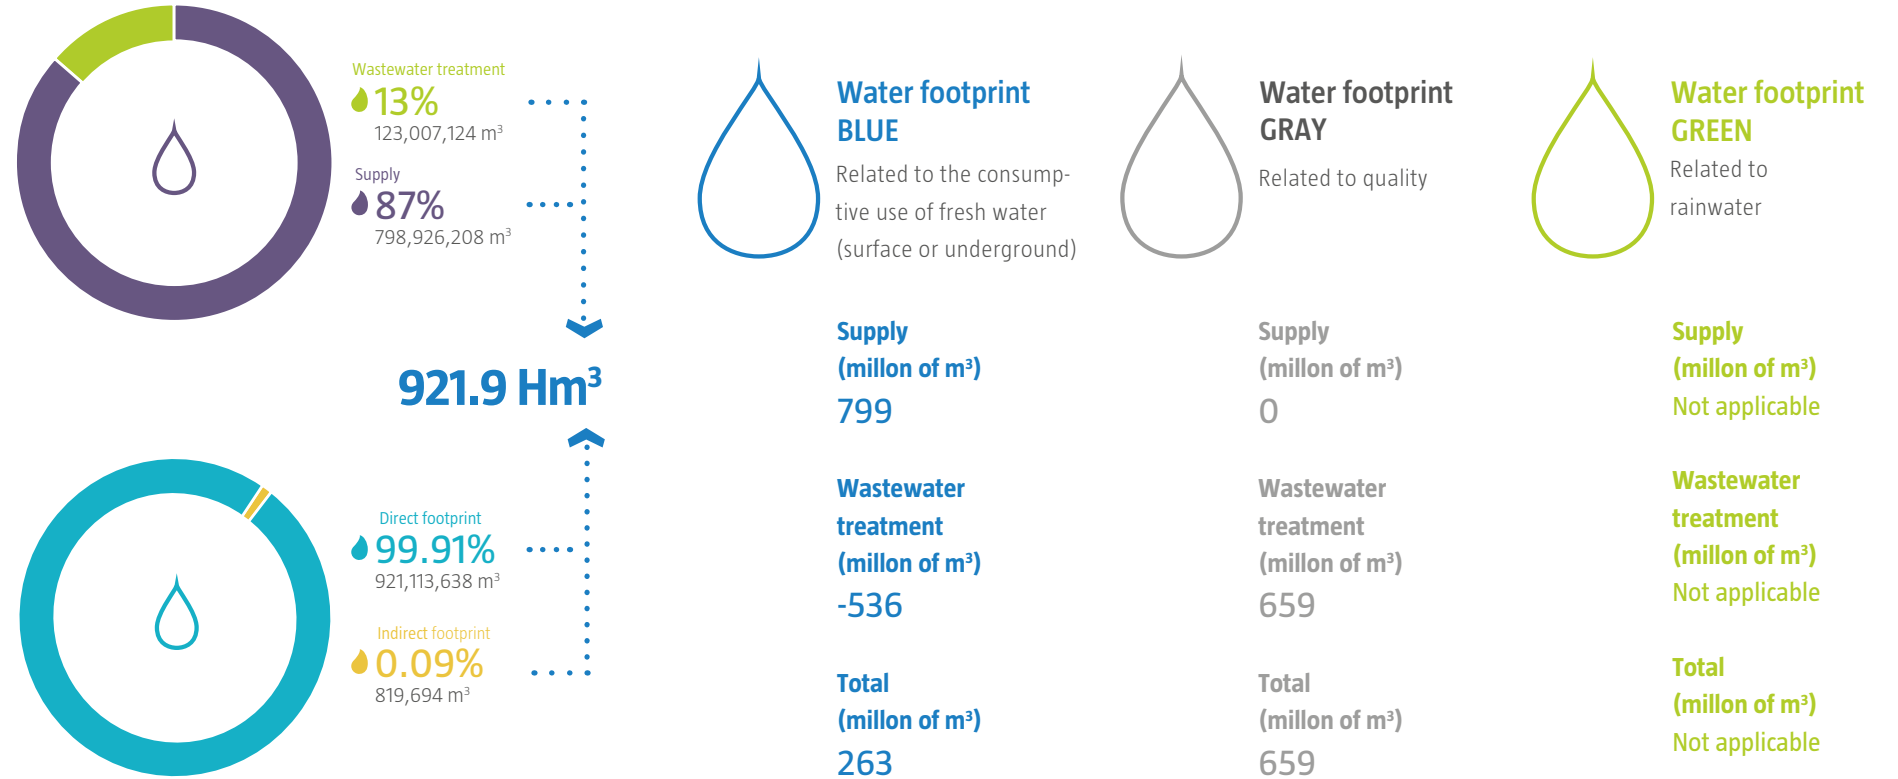 Wastewater treatment
13%
123,007,124 m³
Supply
87%
798,926,208 m³
921.9 Hm³
Direct footprint
99.91%
921,113,638 m³
Indirect footprint
0.09%
819,694 m³
Water footprint
BLUE
Related to the consump-
tive use of fresh water
(surface or underground)
Supply
(millon of m³)
799
Wastewater
treatment
(millon of m³)
-536
Total
(millon of m³)
263
Water footprint
GRAY
Related to quality
Supply
(millon of m³)
0
Wastewater
treatment
(millon of m³)
659
Total
(millon of m³)
659
Water footprint
GREEN
Related to
rainwater
Supply
(millon of m³)
Not applicable
Wastewater
treatment
(millon of m³)
Not applicable
Total
(millon of m³)
Not applicable